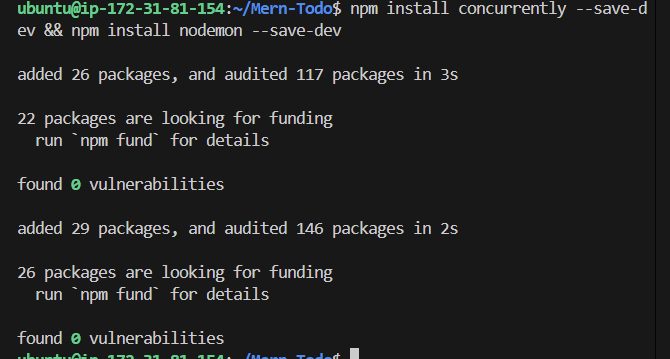 ubuntu@ip-172-31-81-154:~/Mern-Todo$ npm install concurrently --save-d
ev && npm install nodemon --save-dev
added 26 packages, and audited 117 packages in 3s
22 packages are looking for funding
  run `npm fund` for details
found 0 vulnerabilities
added 29 packages, and audited 146 packages in 2s
26 packages are looking for funding
  run `npm fund` for details
found 0 vulnerabilities
ubuntu@ip-172-31-81-154:~/Mern-Todo$